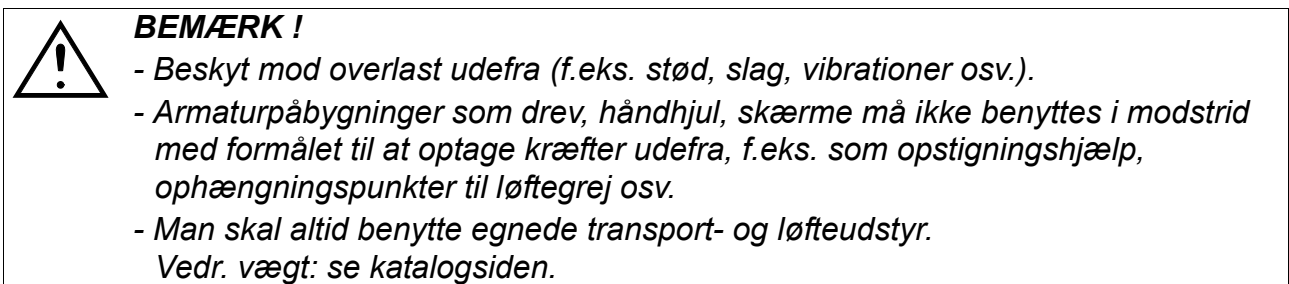 BEMÆRK !
- Beskyt mod overlast udefra (f.eks. stød, slag, vibrationer osv.).
- Armaturpåbygninger som drev, håndhjul, skærme må ikke benyttes i modstrid
med formålet til at optage kræfter udefra, f.eks. som opstigningshjælp,
ophængningspunkter til løftegrej osv.
- Man skal altid benytte egnede transport- og løfteudstyr.
Vedr. vægt: se katalogsiden.